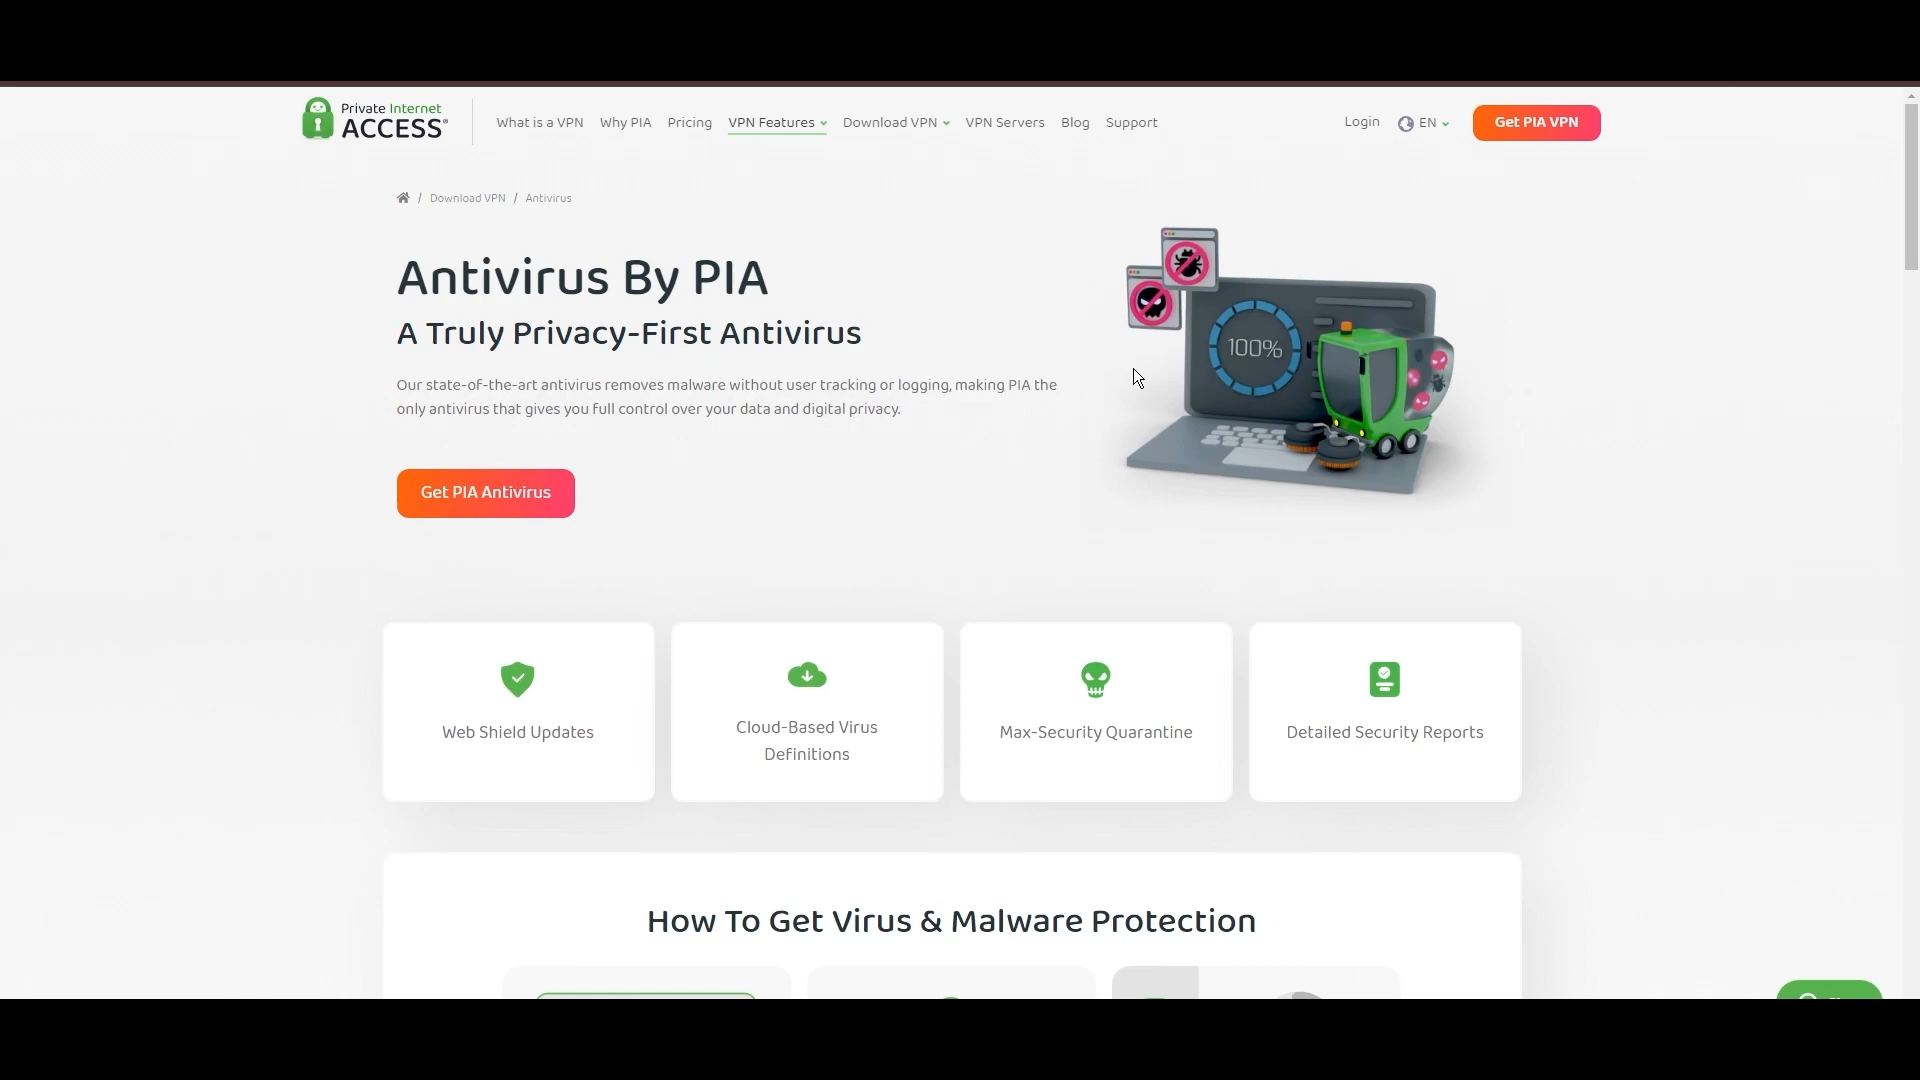 Private Internet
ACCESS®
What is a VPN
Why PIA
Pricing
VPN Features
Download VPN
VPN Servers
Blog
Support
Login
EN
Get PIA VPN
/ Download VPN / Antivirus
Antivirus By PIA
A Truly Privacy-First Antivirus
Our state-of-the-art antivirus removes malware without user tracking or logging, making PIA the
only antivirus that gives you full control over your data and digital privacy.
Get PIA Antivirus
100%
Web Shield Updates
Cloud-Based Virus
Definitions
Max-Security Quarantine
Detailed Security Reports
How To Get Virus & Malware Protection